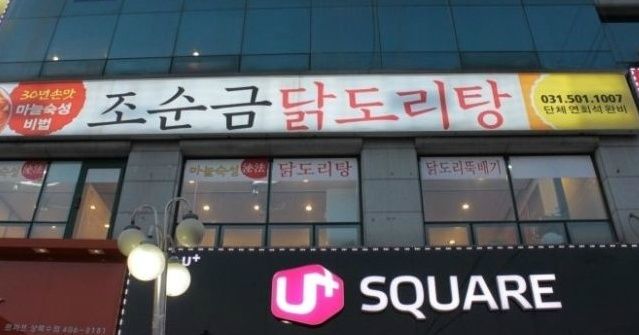 30년손맛
마늘숙성
비법
조순금닭도리탕
031.501.1007
단체연회석완비
마늘숙성
닭도리탕
닭도리뚝배기
U+
U+ SQUARE